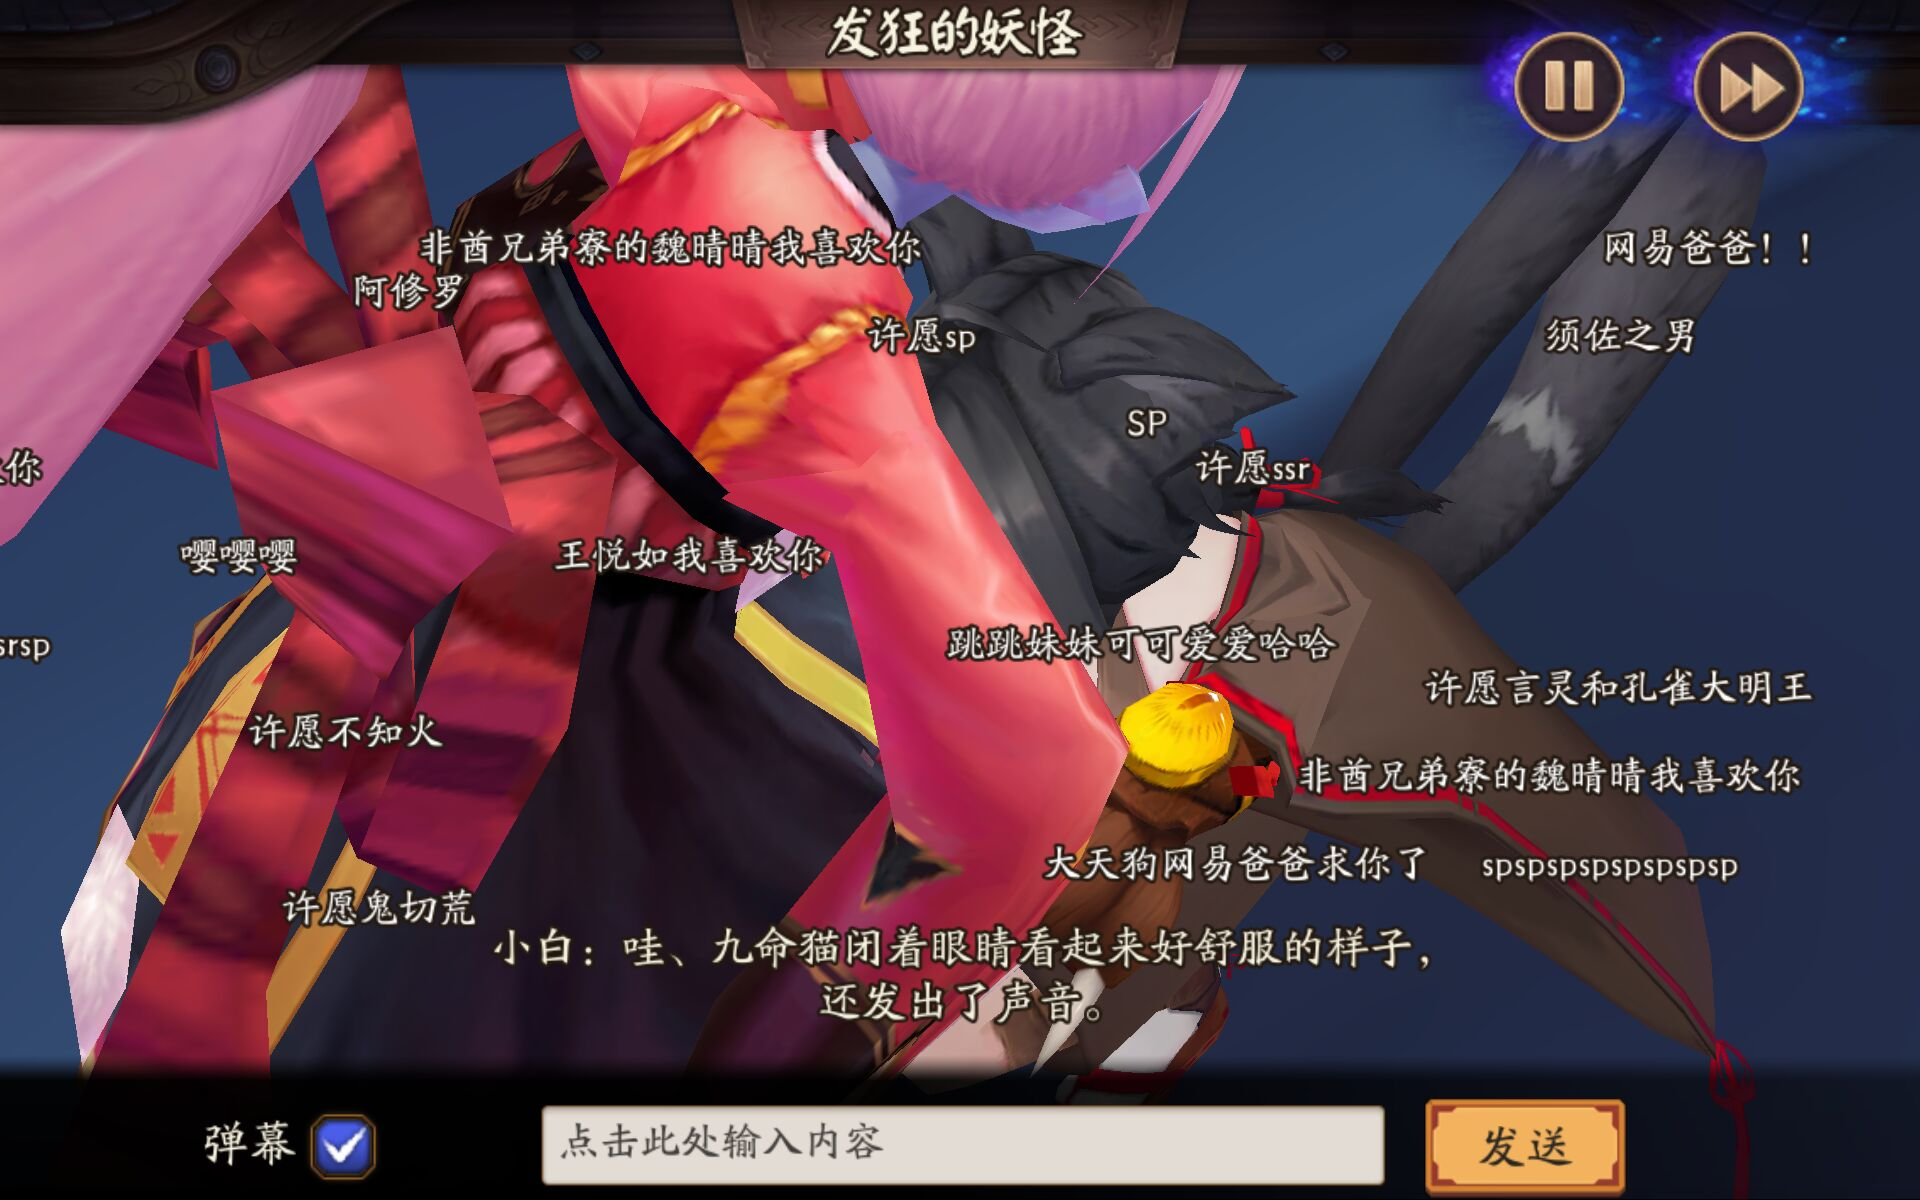 发狂的妖怪
非酋兄弟寮的魏晴晴我喜欢你
网易爸爸！！
阿修罗
许愿sp
须佐之男
SP
你
许愿ssr
嘤嘤嘤
王悦如我喜欢你
srsp
跳跳妹妹可可爱爱哈哈
许愿言灵和孔雀大明王
许愿不知火
非酋兄弟寮的魏晴晴我喜欢你
大天狗网易爸爸求你了
spspspspspspspsp
许愿鬼切荒
小白：哇、九命猫闭着眼睛看起来好舒服的样子，
还发出了声音。
弹幕
点击此处输入内容
发送